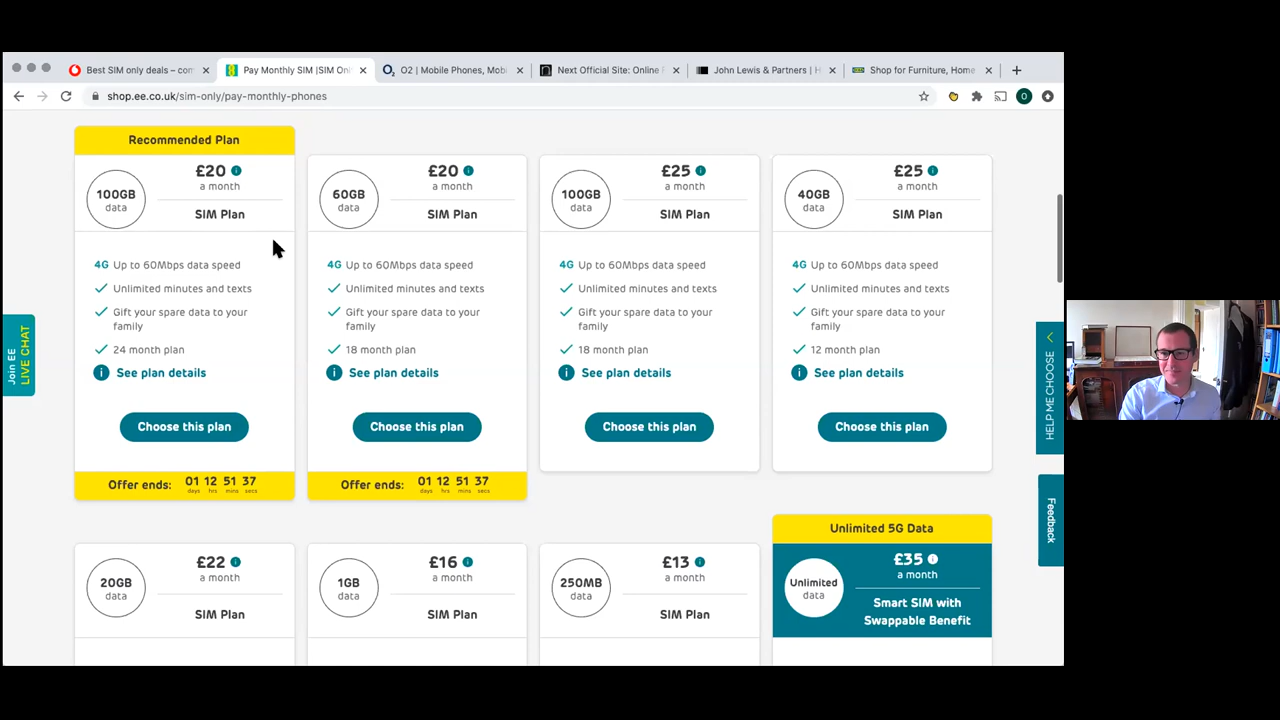 Best SIM only deals – com
Pay Monthly SIM |SIM Onl
O2 | Mobile Phones, Mobi
Next Official Site: Online F
John Lewis & Partners | H
Shop for Furniture, Home
shop.ee.co.uk/sim-only/pay-monthly-phones
O
Recommended Plan
100GB
data
£20
a month
SIM Plan
4G Up to 60Mbps data speed
Unlimited minutes and texts
Gift your spare data to your
family
24 month plan
See plan details
Choose this plan
Offer ends: 01 12 51 37
days hrs mins secs
60GB
data
£20
a month
SIM Plan
4G Up to 60Mbps data speed
Unlimited minutes and texts
Gift your spare data to your
family
18 month plan
See plan details
Choose this plan
Offer ends: 01 12 51 37
days hrs mins secs
100GB
data
£25
a month
SIM Plan
4G Up to 60Mbps data speed
Unlimited minutes and texts
Gift your spare data to your
family
18 month plan
See plan details
Choose this plan
40GB
data
£25
a month
SIM Plan
4G Up to 60Mbps data speed
Unlimited minutes and texts
Gift your spare data to your
family
12 month plan
See plan details
Choose this plan
20GB
data
£22
a month
SIM Plan
1GB
data
£16
a month
SIM Plan
250MB
data
£13
a month
SIM Plan
Unlimited 5G Data
Unlimited
data
£35
a month
Smart SIM with
Swappable Benefit
Join EE
LIVE CHAT
HELP ME CHOOSE
Feedback